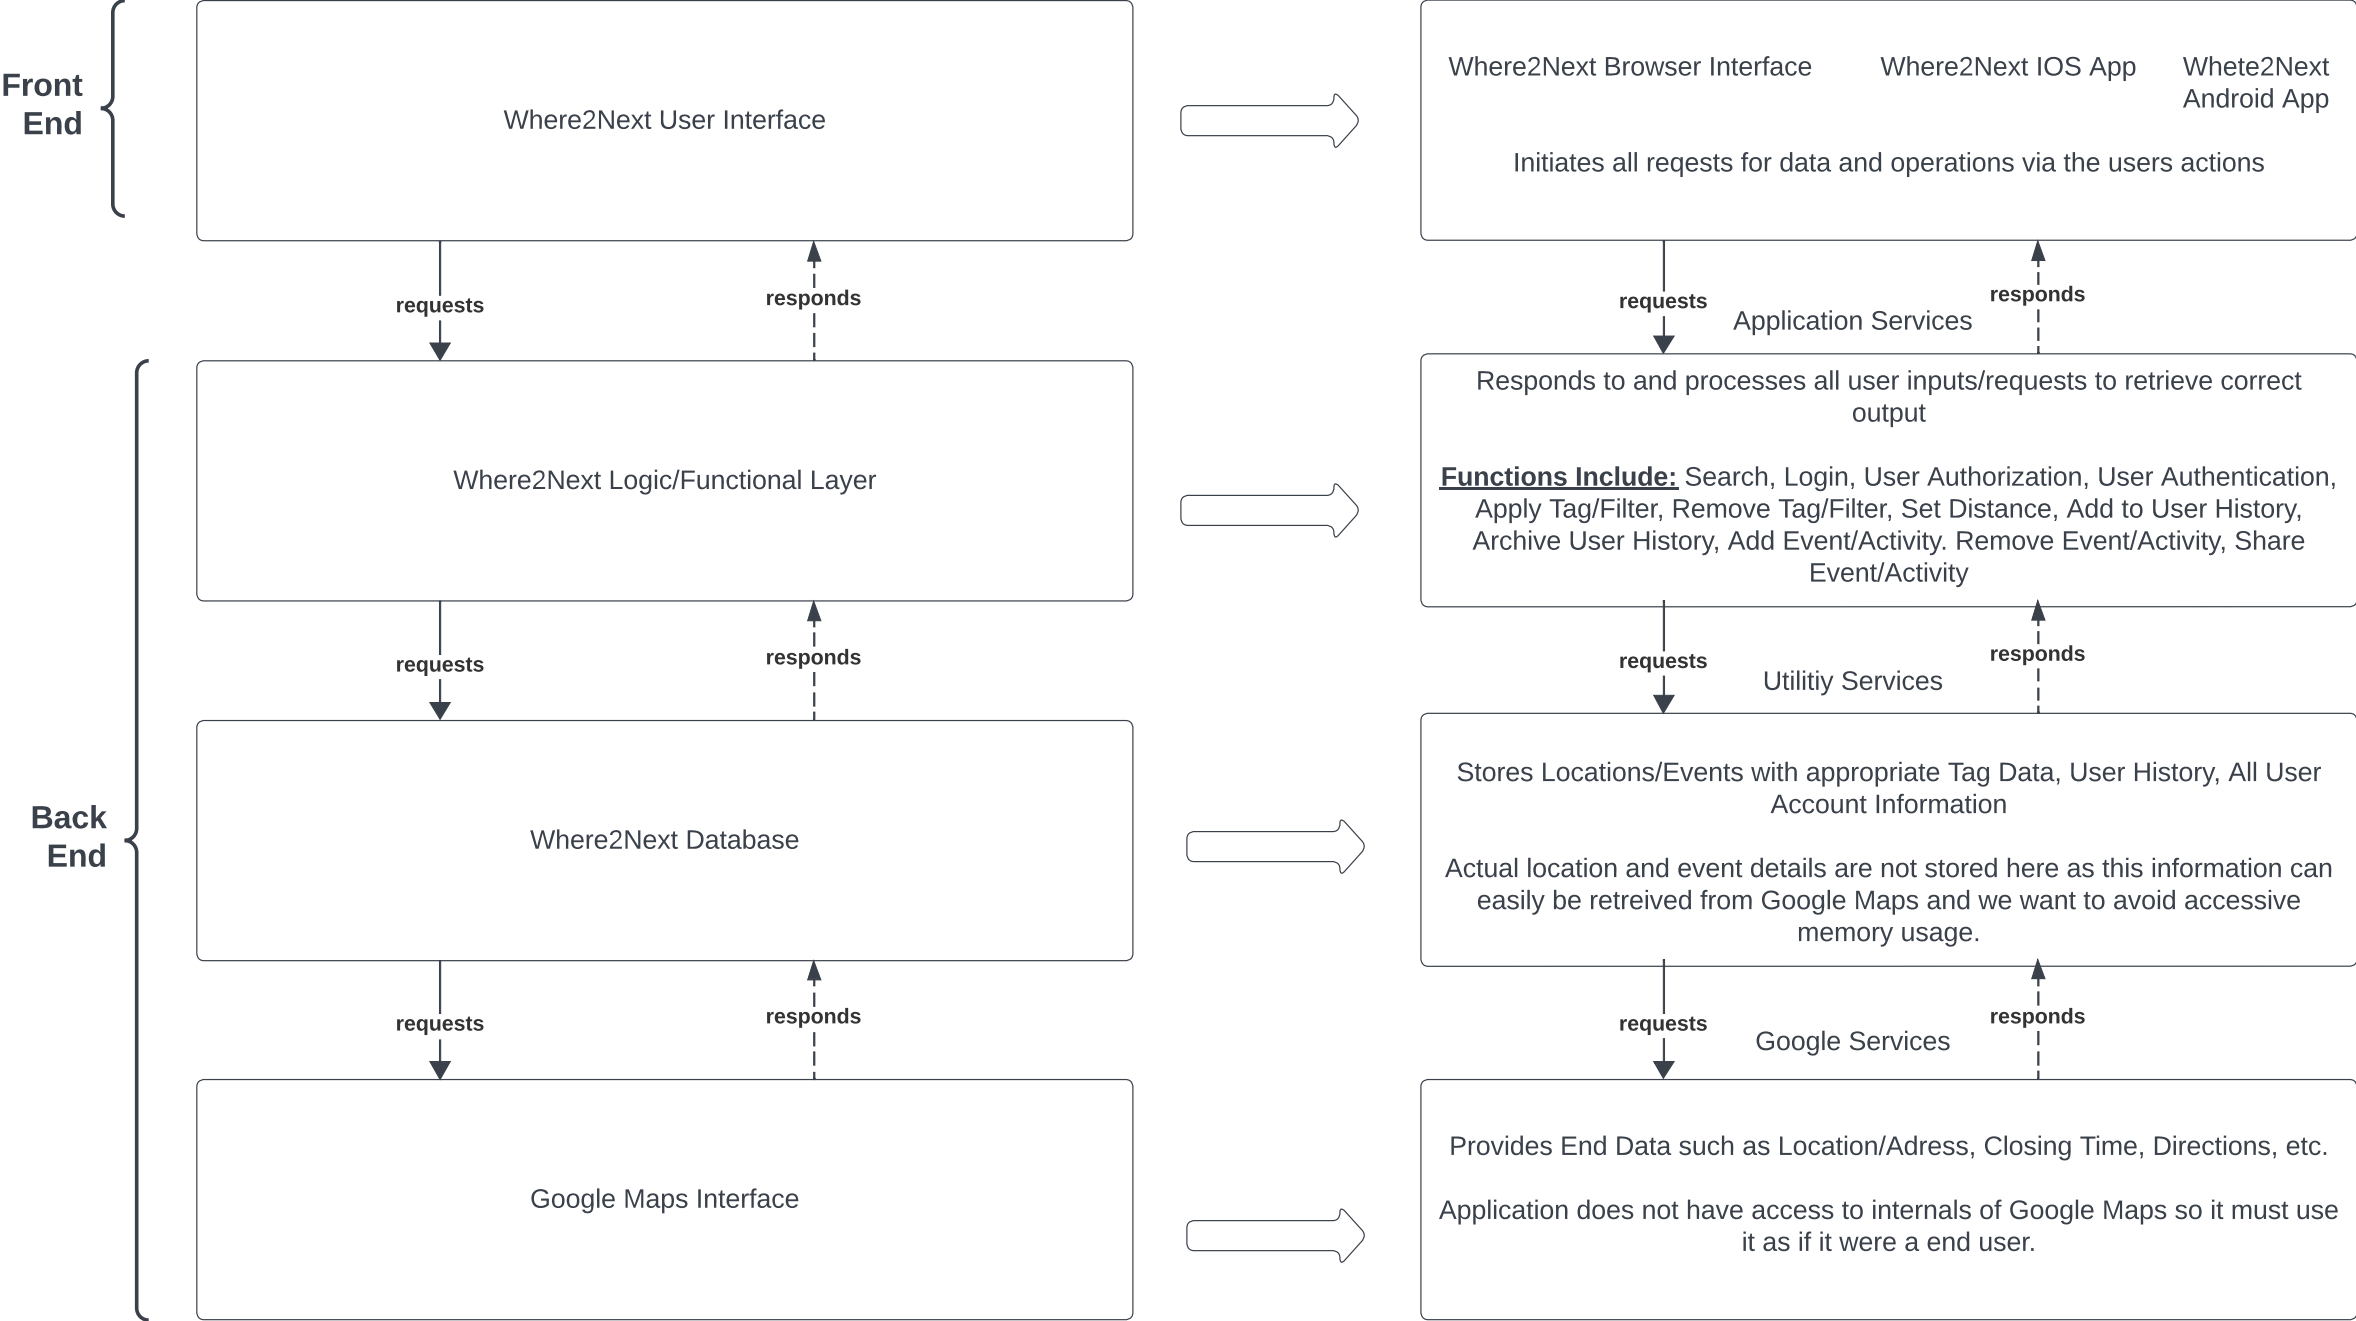 Front
End
Where2Next User Interface
Where2Next Browser Interface
Where2Next IOS App
Whete2Next
Android App
Initiates all reqests for data and operations via the users actions
requests
responds
requests
Application Services
responds
Where2Next Logic/Functional Layer
Responds to and processes all user inputs/requests to retrieve correct
output
Functions Include: Search, Login, User Authorization, User Authentication,
Apply Tag/Filter, Remove Tag/Filter, Set Distance, Add to User History,
Archive User History, Add Event/Activity. Remove Event/Activity, Share
Event/Activity
requests
responds
requests
Utilitiy Services
responds
Back
End
Where2Next Database
Stores Locations/Events with appropriate Tag Data, User History, All User
Account Information
Actual location and event details are not stored here as this information can
easily be retreived from Google Maps and we want to avoid accessive
memory usage.
requests
responds
requests
Google Services
responds
Google Maps Interface
Provides End Data such as Location/Adress, Closing Time, Directions, etc.
Application does not have access to internals of Google Maps so it must use
it as if it were a end user.